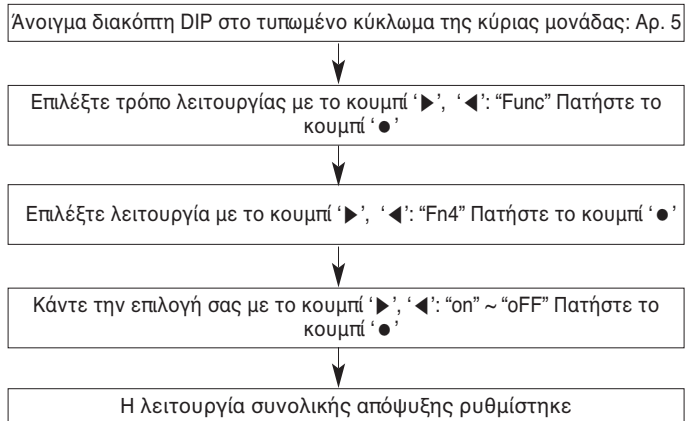 Άνοιγμα διακόπτη DIP στο τυπωμένο κύκλωμα της κύριας μονάδας: Αρ. 5
Επιλέξτε τρόπο λειτουργίας με το κουμπί ‘▶’, ‘◀’: “Func” Πατήστε το
κουμπί ‘●’
Επιλέξτε λειτουργία με το κουμπί ‘▶’, ‘◀’: “Fn4” Πατήστε το κουμπί ‘●’
Κάντε την επιλογή σας με το κουμπί ‘▶’, ‘◀’: “on” ~ “oFF” Πατήστε το
κουμπί ‘●’
Η λειτουργία συνολικής απόψυξης ρυθμίστηκε